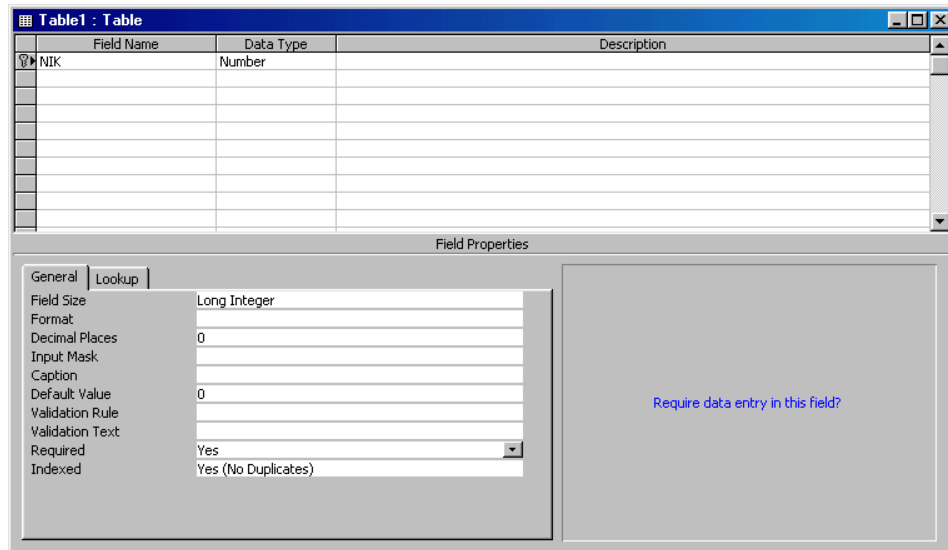 Table1 : Table
Field Name Data Type Description
NIK Number
Field Properties
General Lookup
Field Size Long Integer
Format
Decimal Places 0
Input Mask
Caption
Default Value 0
Validation Rule
Validation Text
Required Yes
Indexed Yes (No Duplicates)
Require data entry in this field?